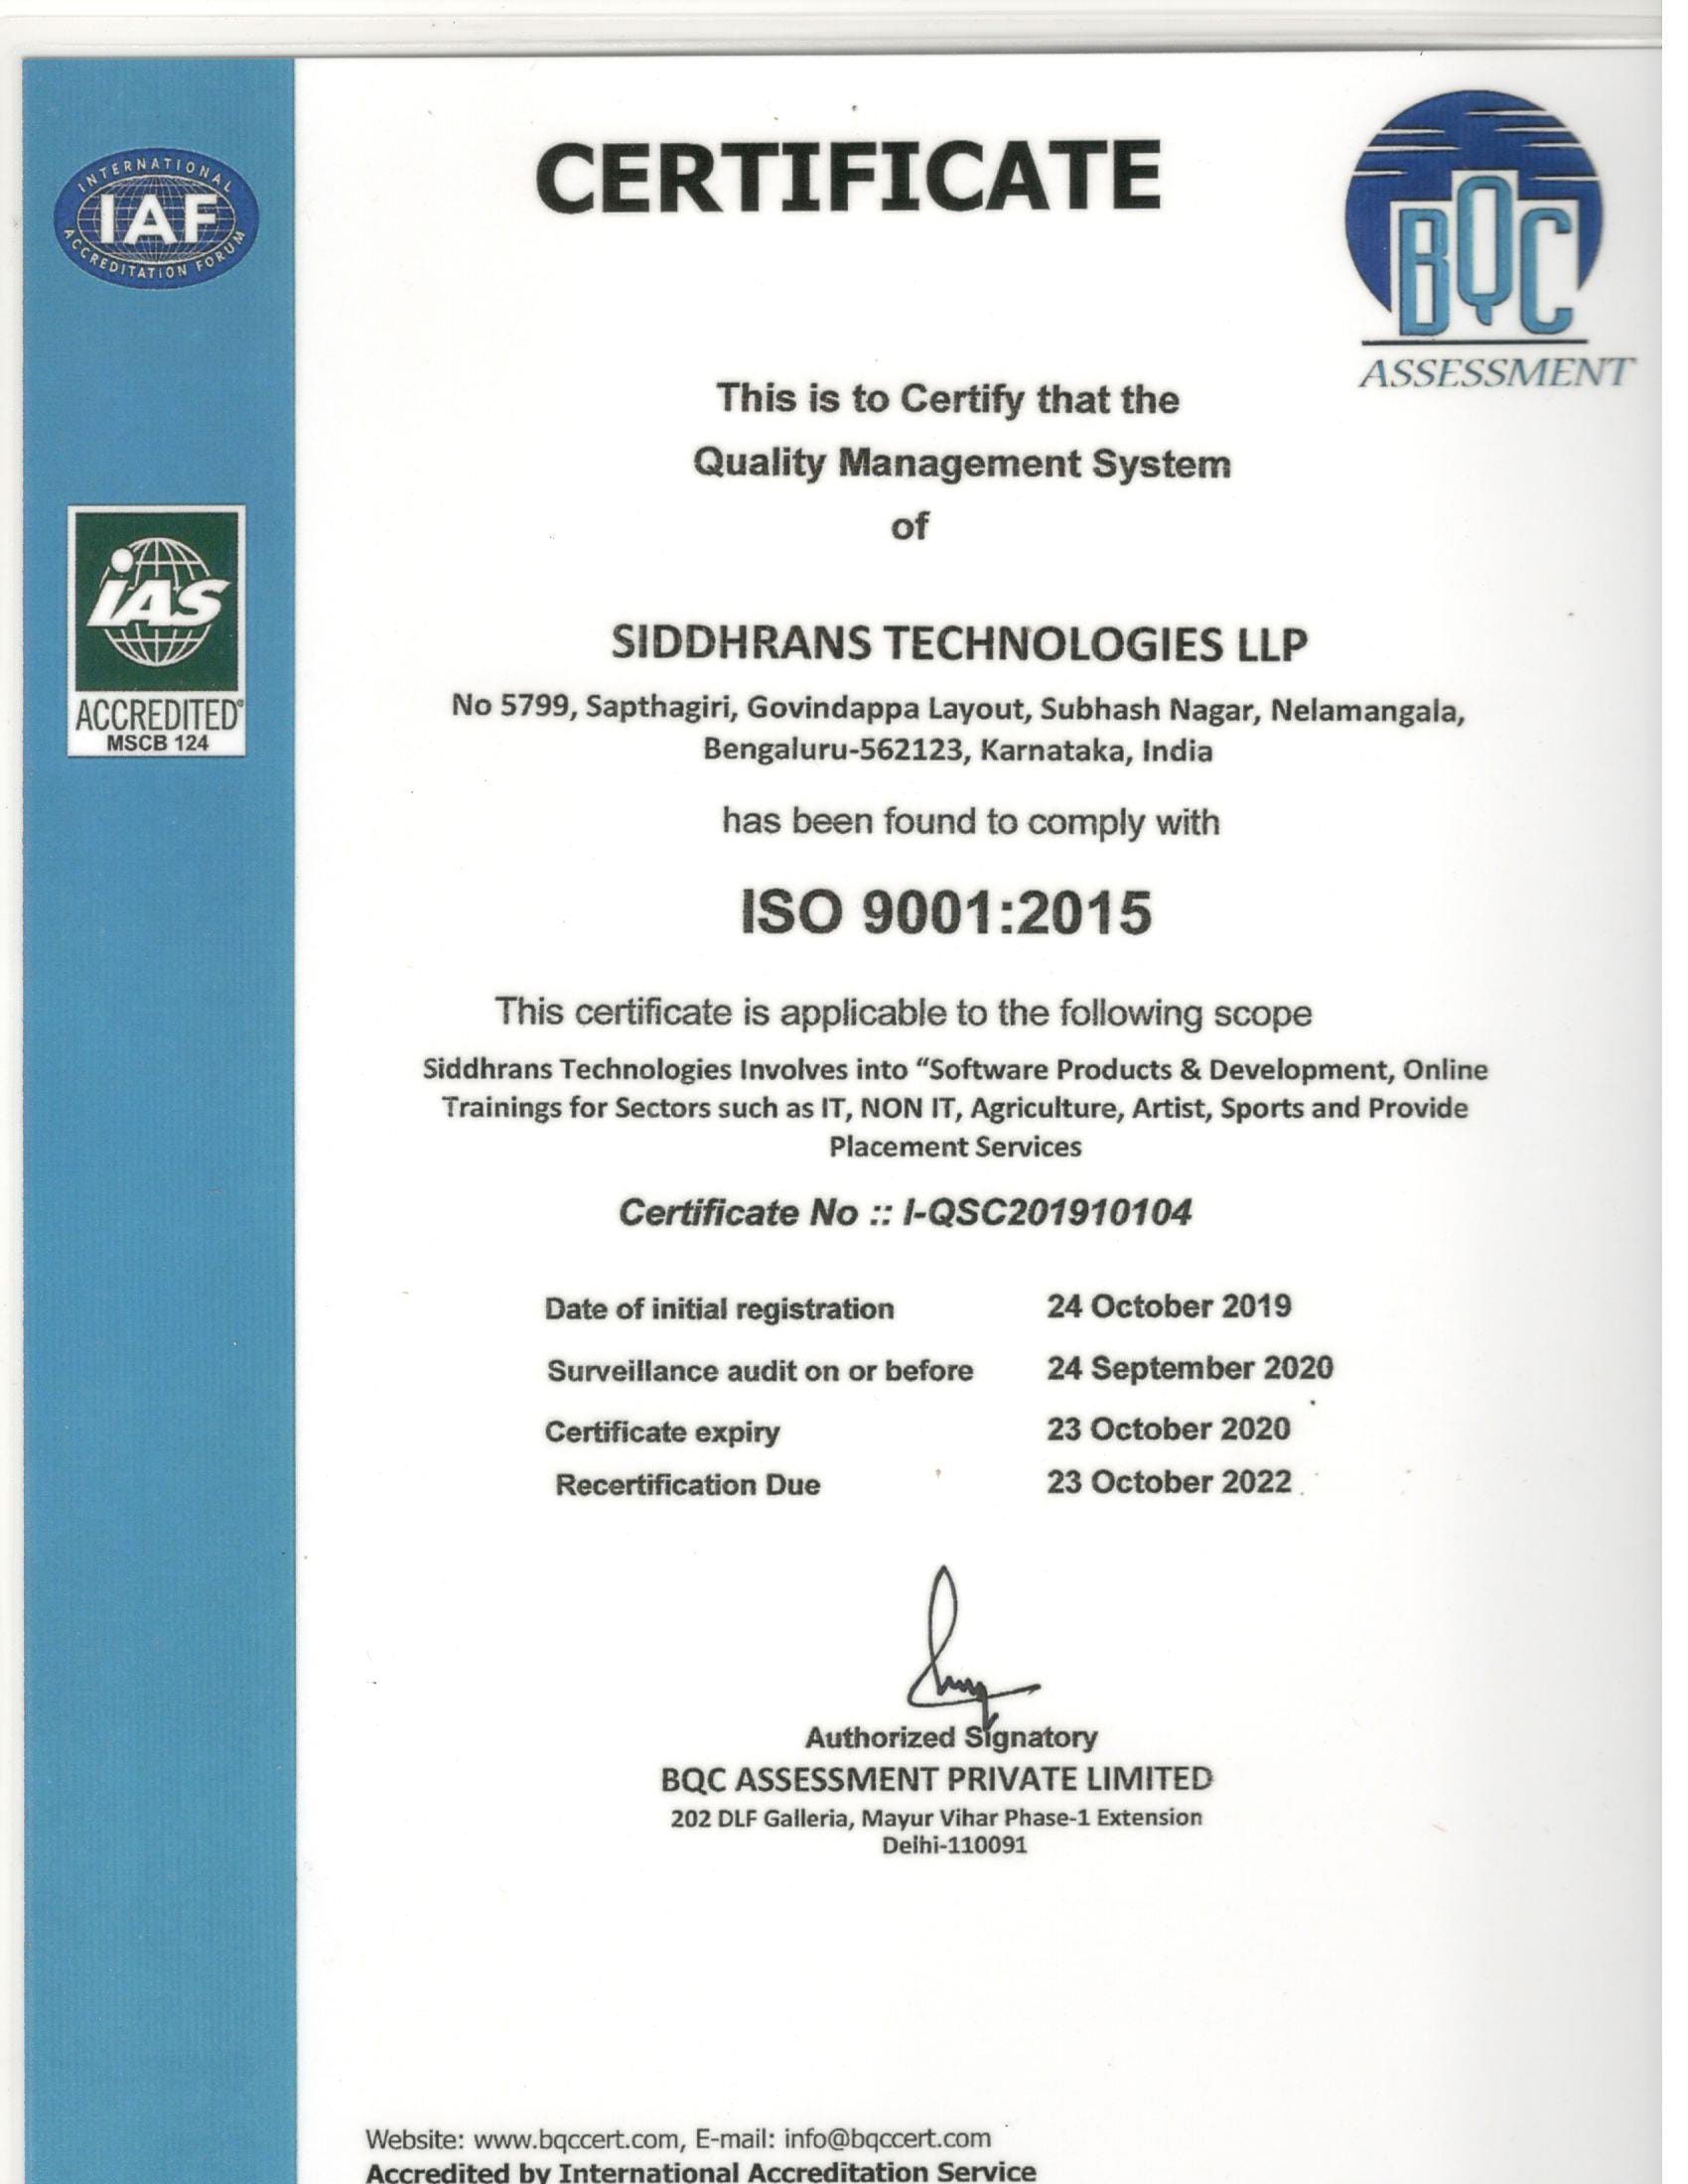 CERTIFICATE
INTERNATIONAL
IAF
ACCREDITATION FORUM
BQC
ASSESSMENT
This is to Certify that the
Quality Management System
of
iAS
ACCREDITED®
MSCB 124
SIDDHRANS TECHNOLOGIES LLP
No 5799, Sapthagiri, Govindappa Layout, Subhash Nagar, Nelamangala,
Bengaluru-562123, Karnataka, India
has been found to comply with
ISO 9001:2015
This certificate is applicable to the following scope
Siddhrans Technologies Involves into “Software Products & Development, Online
Trainings for Sectors such as IT, NON IT, Agriculture, Artist, Sports and Provide
Placement Services
Certificate No :: I-QSC201910104
Date of initial registration 24 October 2019
Surveillance audit on or before 24 September 2020
Certificate expiry 23 October 2020
Recertification Due 23 October 2022
Authorized Signatory
BQC ASSESSMENT PRIVATE LIMITED
202 DLF Galleria, Mayur Vihar Phase-1 Extension
Delhi-110091
Website: www.bqccert.com, E-mail: info@bqccert.com
Accredited by International Accreditation Service